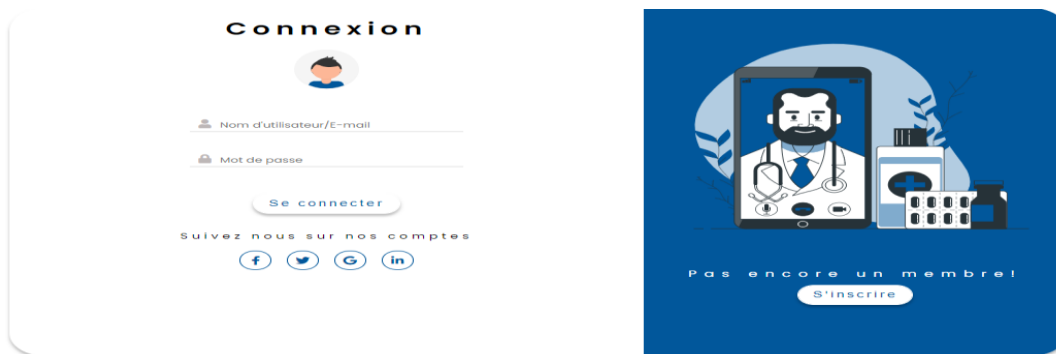 Connexion
Nom d'utilisateur/E-mail
Mot de passe
Se connecter
Suivez nous sur nos comptes
f G in
Pas encore un membre!
S'inscrire